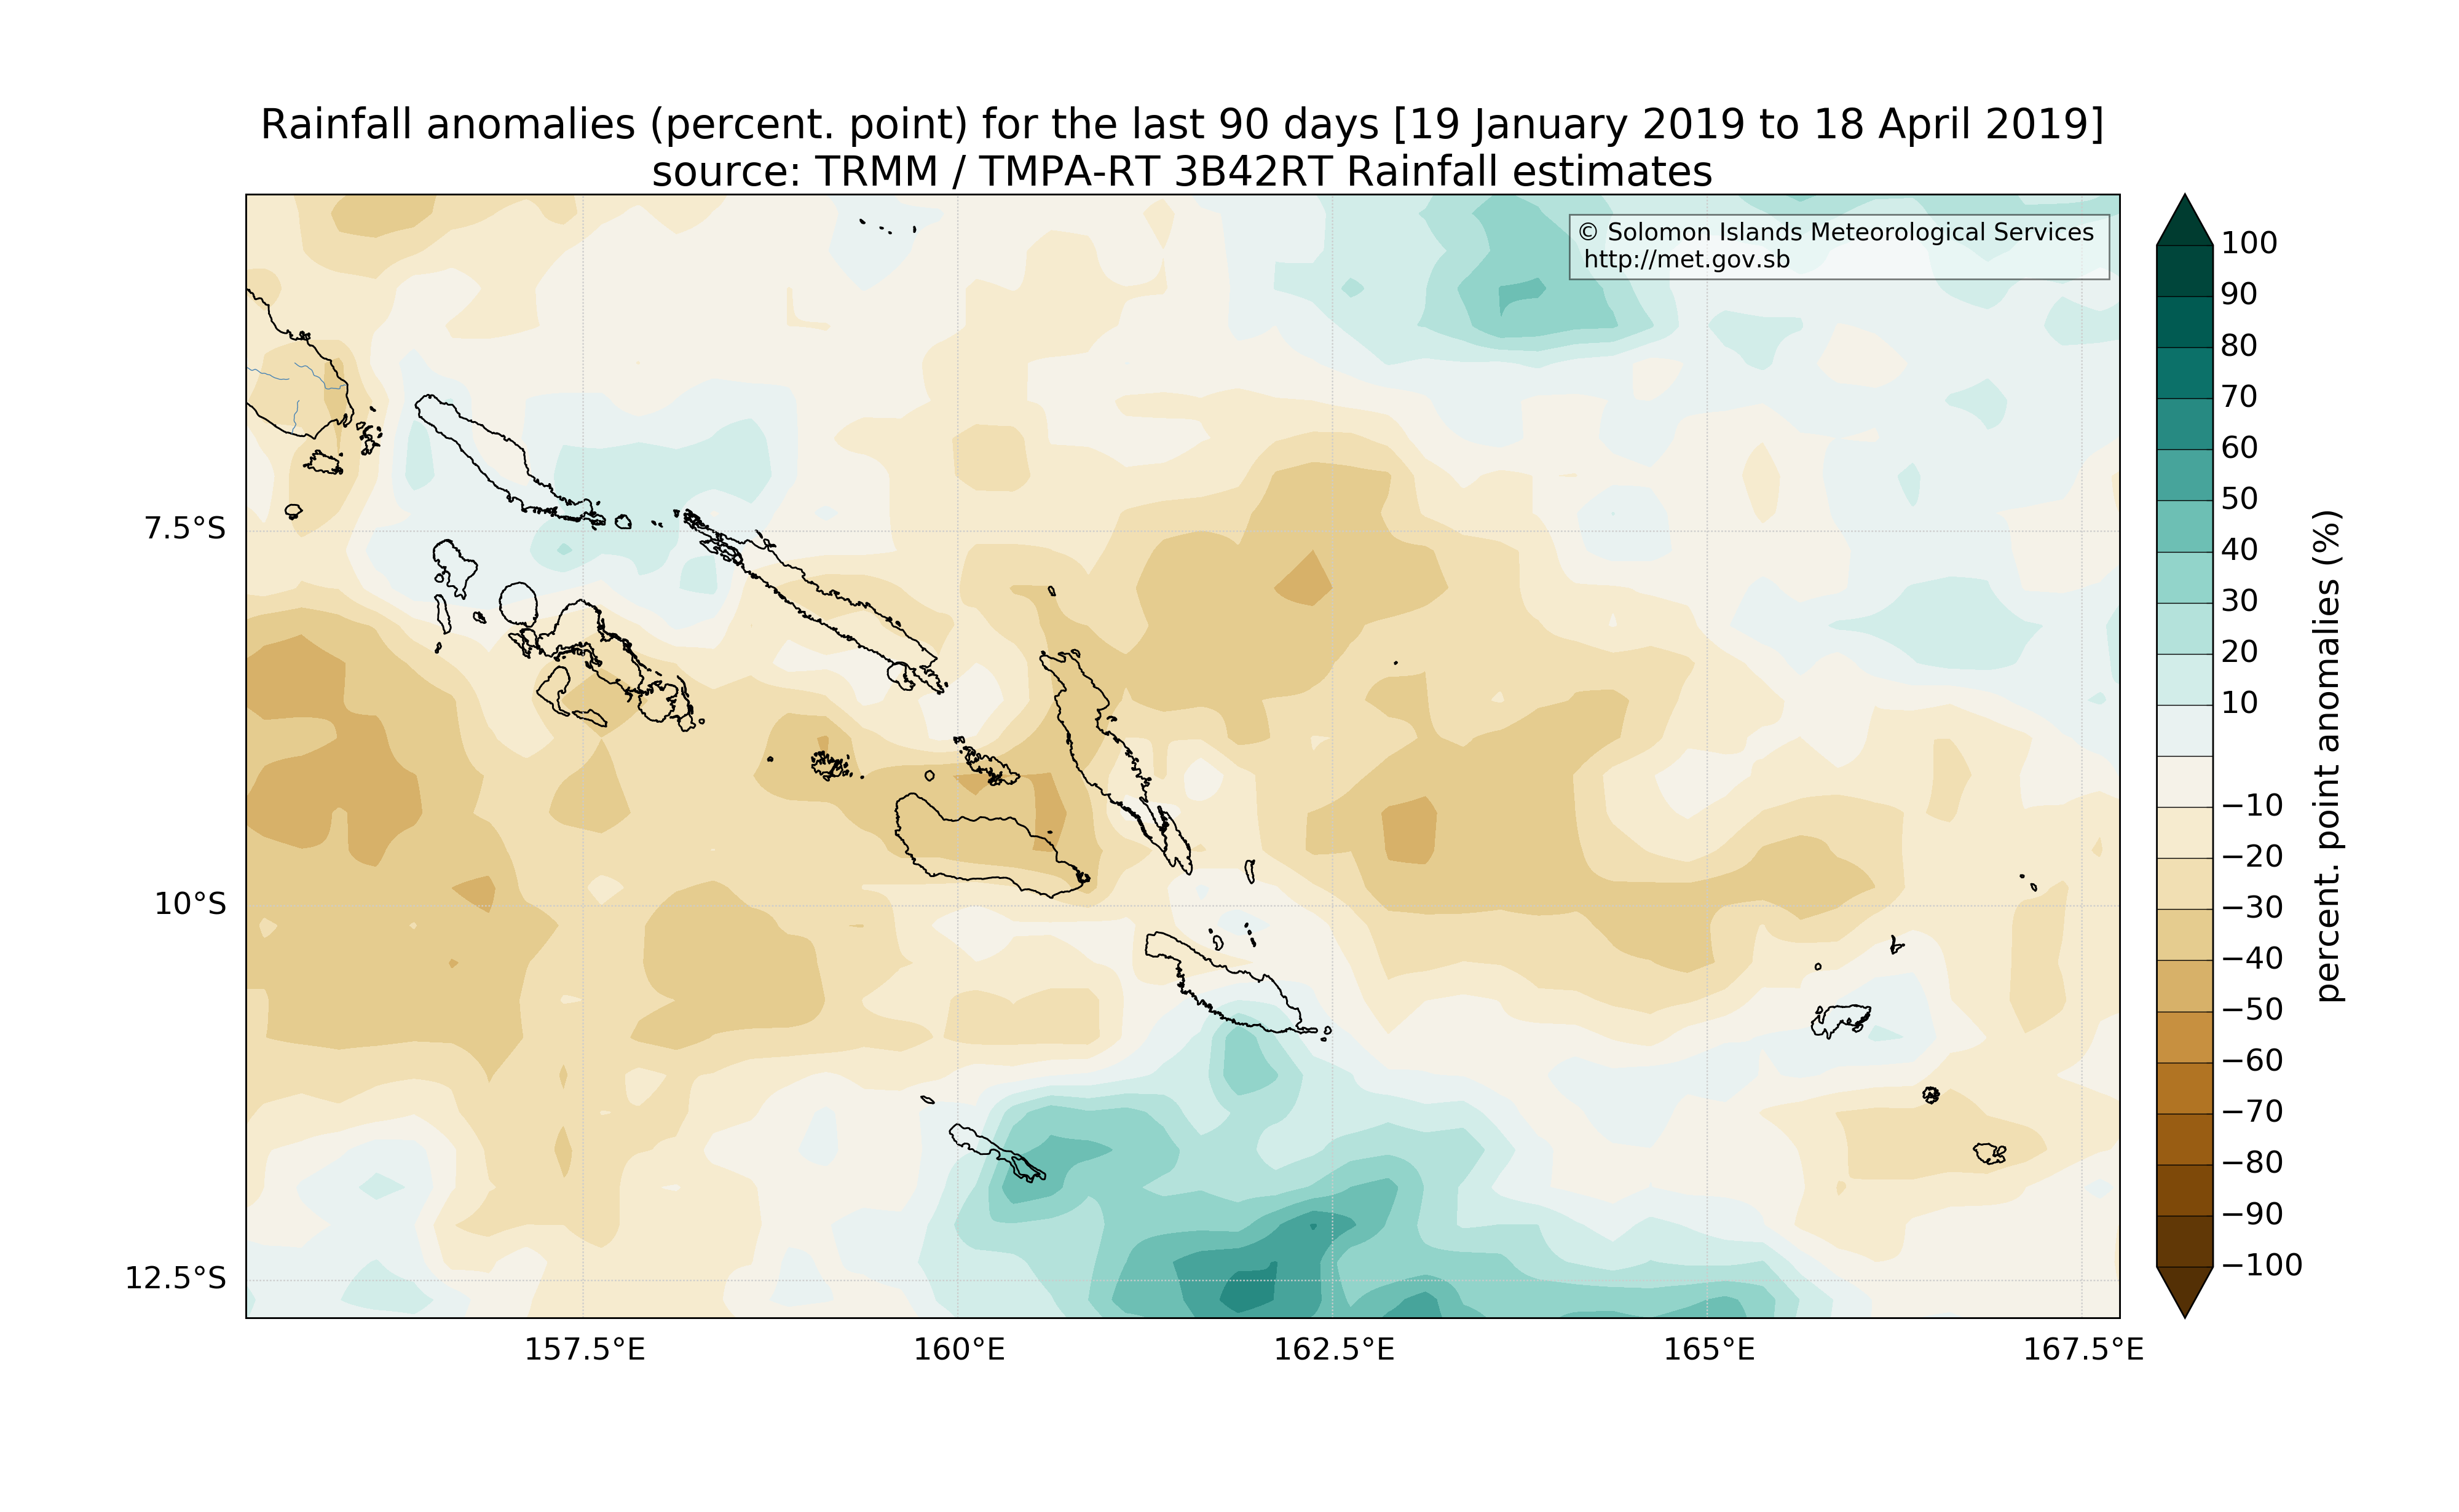 Rainfall anomalies (percent. point) for the last 90 days [19 January 2019 to 18 April 2019]
source: TRMM / TMPA-RT 3B42RT Rainfall estimates
© Solomon Islands Meteorological Services
http://met.gov.sb
7.5°S
10°S
12.5°S
157.5°E
160°E
162.5°E
165°E
167.5°E
100
90
80
70
60
50
40
30
20
10
−10
−20
−30
−40
−50
−60
−70
−80
−90
−100
percent. point anomalies (%)